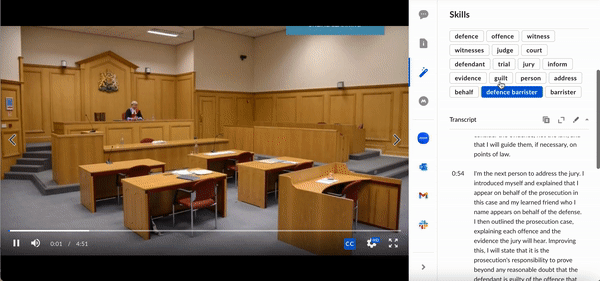 Skills
defence offence witness
witnesses judge court
defendant trial jury inform
evidence guilt person address
behalf defence barrister barrister
Transcript
that I will guide them, if necessary, on
points of law.
0:54 I'm the next person to address the jury. I
introduced myself and explained that I
appear on behalf of the prosecution in
this case and my learned friend who I
name appears on behalf of the defense.
I then outlined the prosecution case,
explaining each offence and the
evidence the jury will hear. Improving
this, I will state that it is the
prosecution's responsibility to prove
beyond any reasonable doubt that the
defendant is guilty of the offence that
0:01 / 4:51
CC
HD